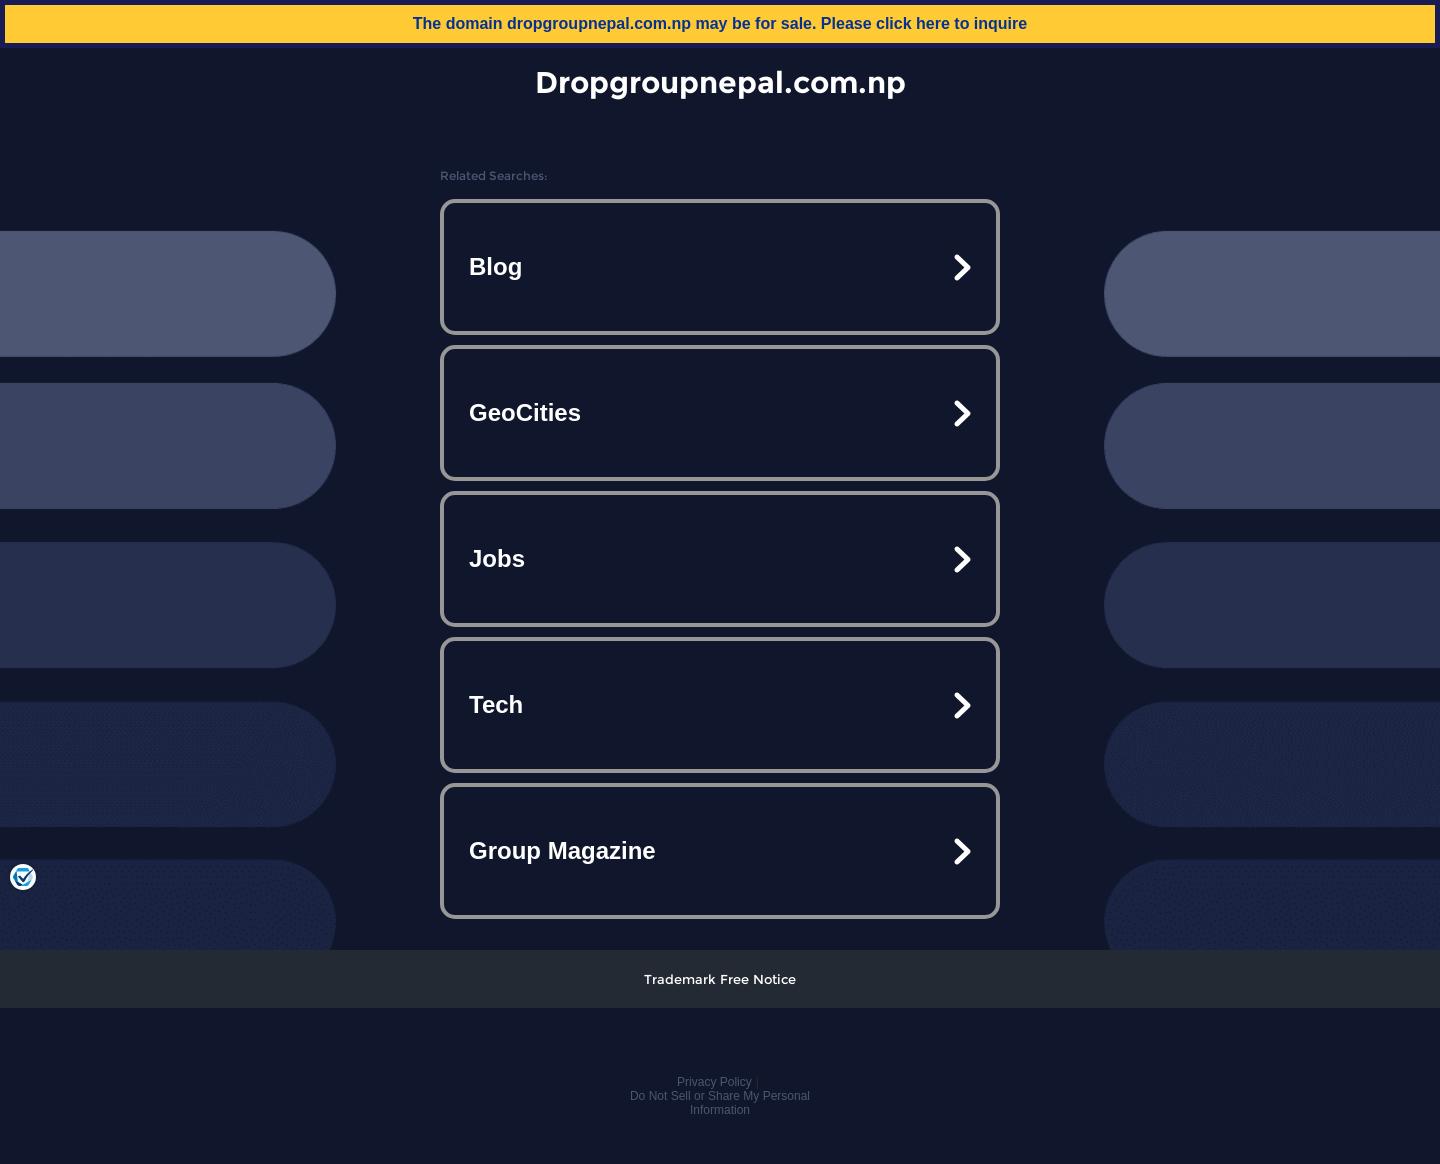 The domain dropgroupnepal.com.np may be for sale. Please click here to inquire
Dropgroupnepal.com.np
Related Searches:
Blog
GeoCities
Jobs
Tech
Group Magazine
Trademark Free Notice
Privacy Policy |
Do Not Sell or Share My Personal
Information